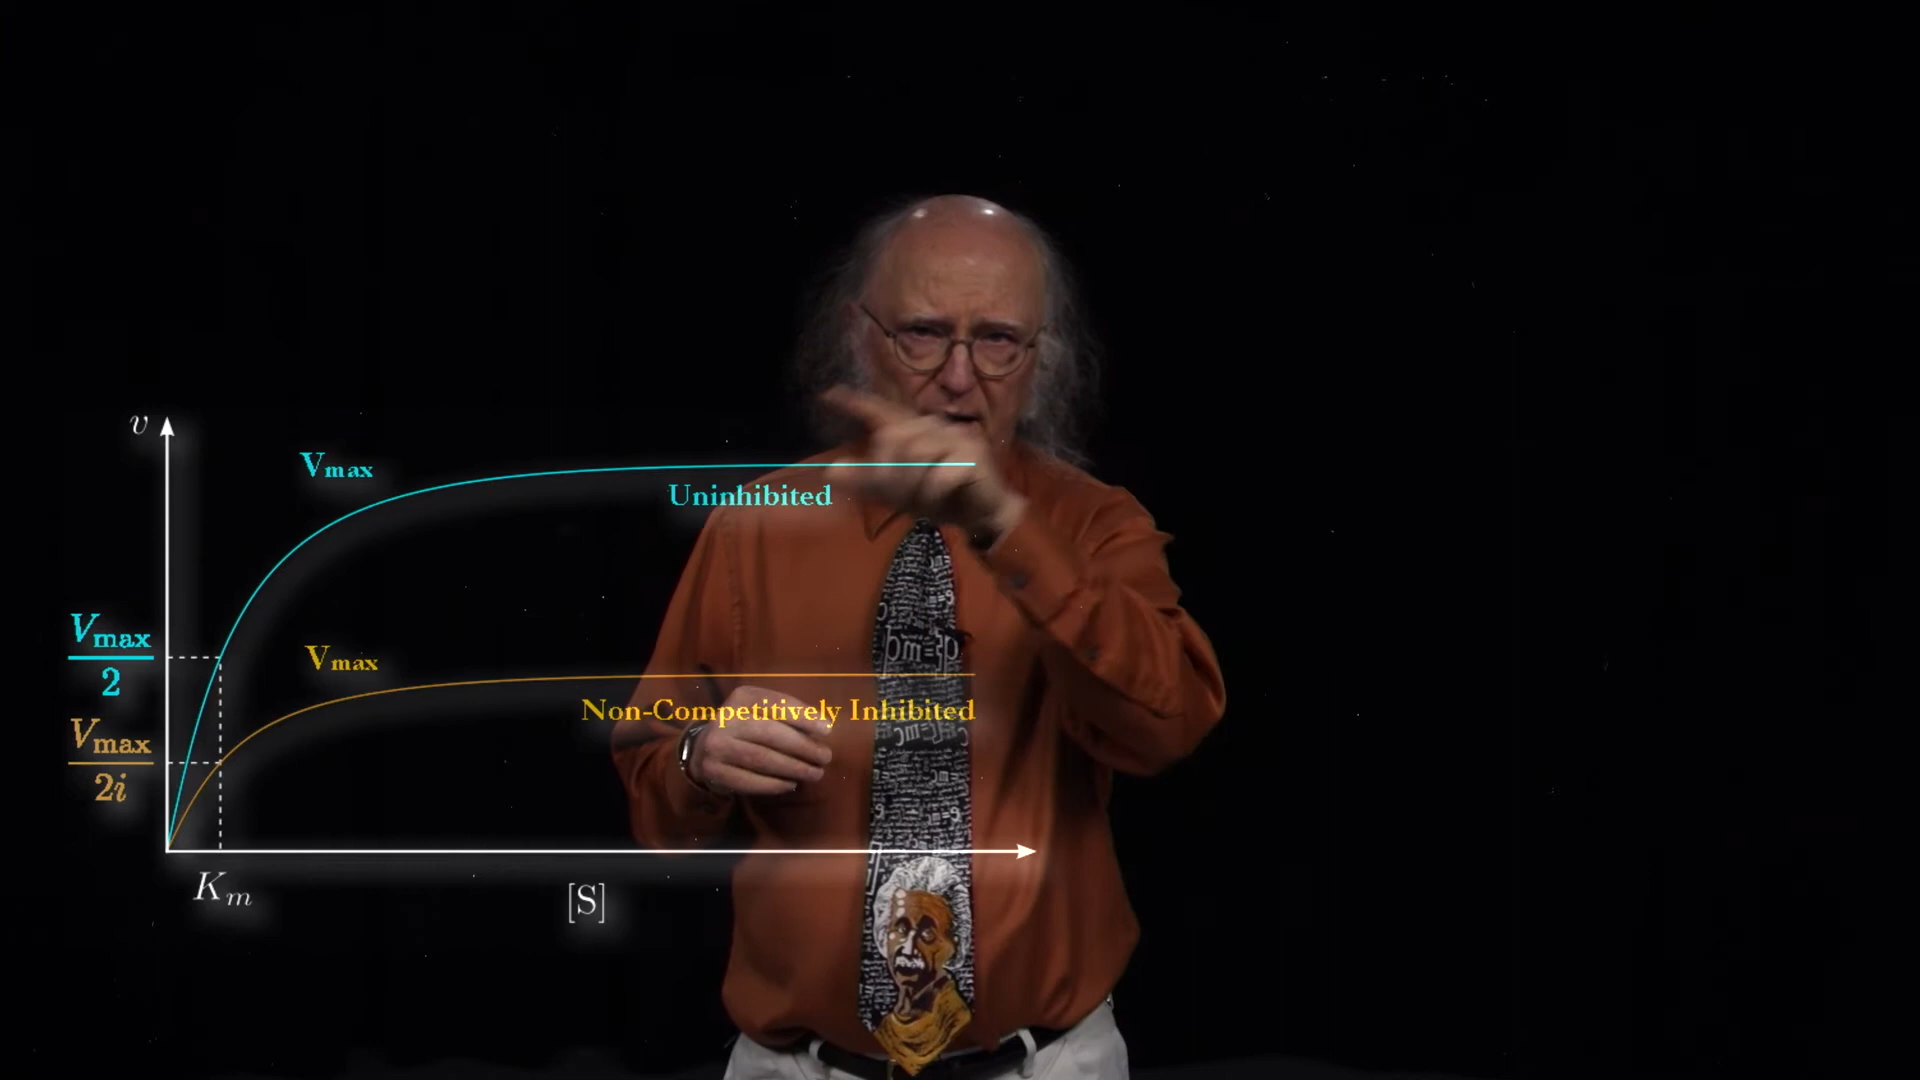 v
Vmax
Uninhibited
Vmax
2
Vmax
Non-Competitively Inhibited
Vmax
2i
Km
[S]